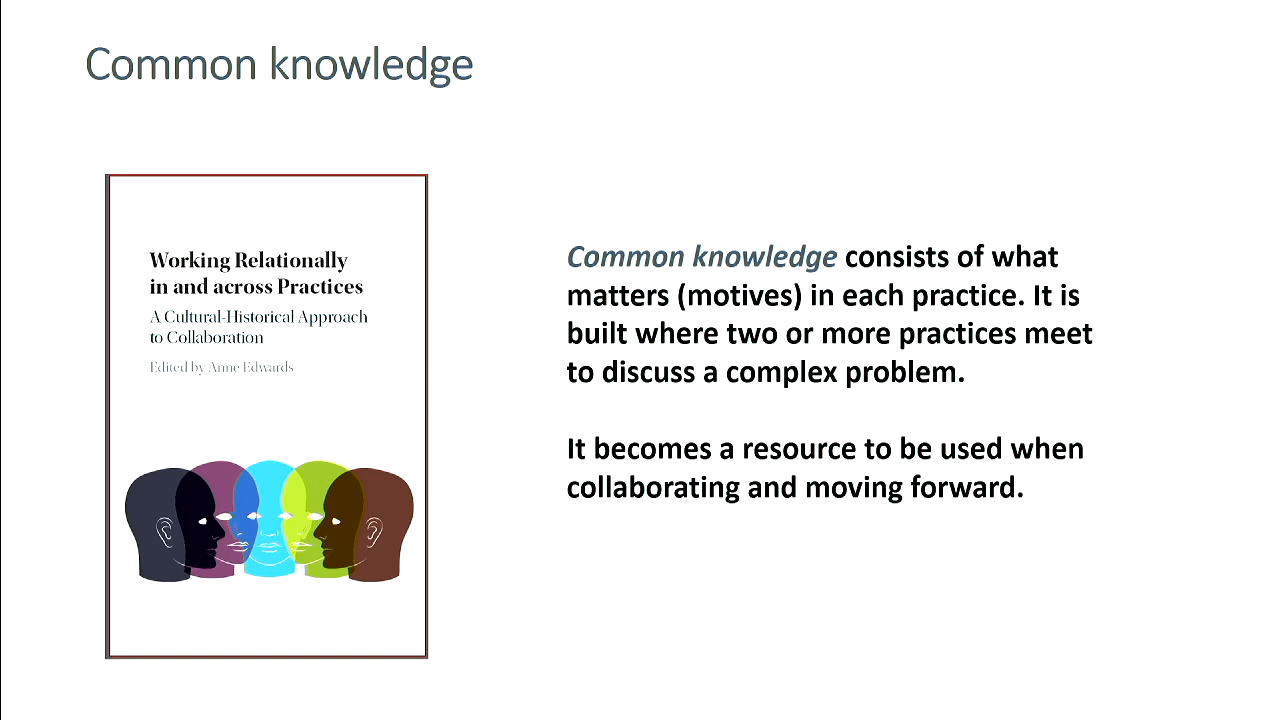 Common knowledge
Working Relationally
in and across Practices
A Cultural-Historical Approach
to Collaboration
Edited by Anne Edwards
Common knowledge consists of what
matters (motives) in each practice. It is
built where two or more practices meet
to discuss a complex problem.
It becomes a resource to be used when
collaborating and moving forward.